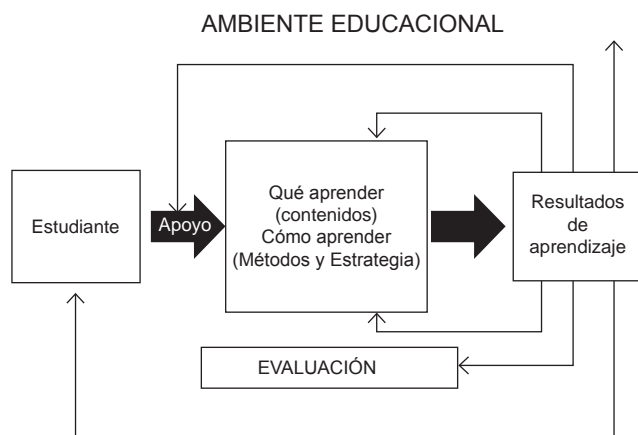 AMBIENTE EDUCACIONAL
Estudiante
Apoyo
Qué aprender
(contenidos)
Cómo aprender
(Métodos y Estrategia)
Resultados
de
aprendizaje
EVALUACIÓN